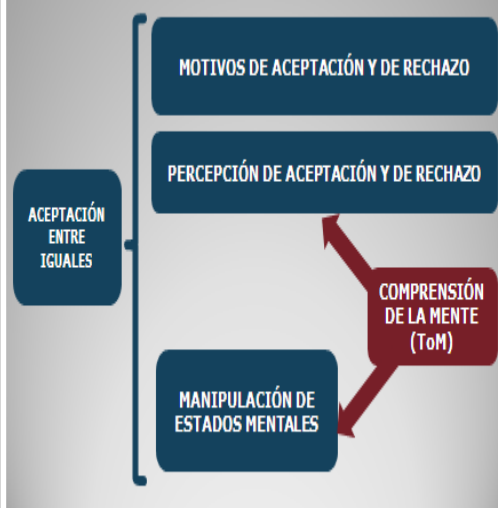 MOTIVOS DE ACEPTACIÓN Y DE RECHAZO
PERCEPCIÓN DE ACEPTACIÓN Y DE RECHAZO
ACEPTACIÓN
ENTRE
IGUALES
COMPRENSIÓN
DE LA MENTE
(ToM)
MANIPULACIÓN DE
ESTADOS MENTALES